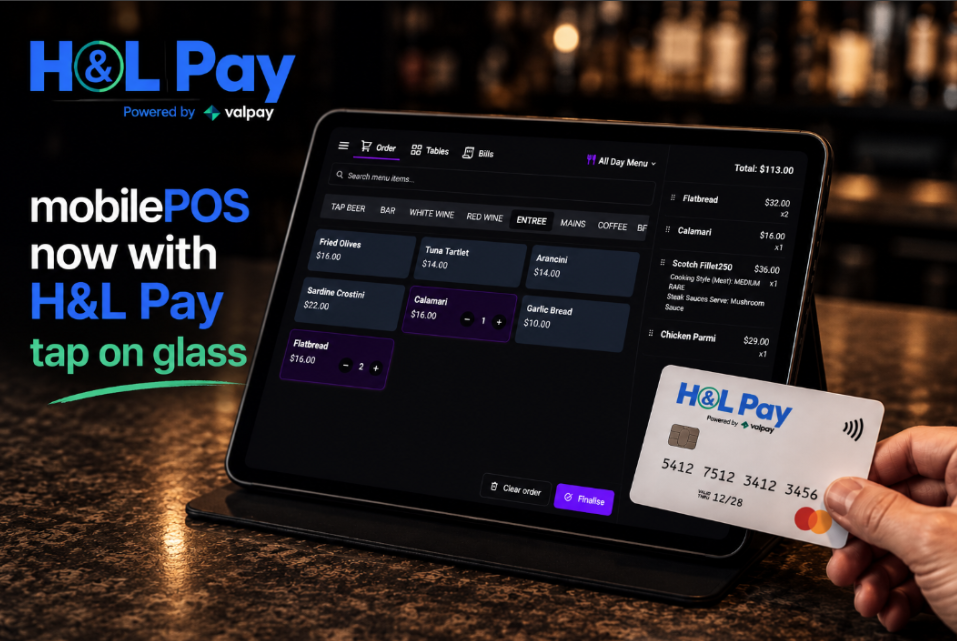 H&L Pay
Powered by valpay
mobilePOS
now with
H&L Pay
tap on glass
Order
Tables
Bills
All Day Menu
Search menu items...
TAP BEER
BAR
WHITE WINE
RED WINE
ENTREE
MAINS
COFFEE
Fried Olives
$16.00
Tuna Tartlet
$14.00
Arancini
$14.00
Sardine Crostini
$22.00
Calamari
$16.00
- 1 +
Garlic Bread
$10.00
Flatbread
$16.00
- 2 +
Clear order
Finalise
Total: $113.00
Flatbread $32.00
x2
Calamari $16.00
x1
Scotch Fillet250 $36.00
Cooking Style (Meat): MEDIUM x1
RARE
Steak Sauces Serve: Mushroom
Sauce
Chicken Parmi $29.00
x1
H&L Pay
Powered by valpay
5412 7512 3412 3456
VALID
THRU 12/28